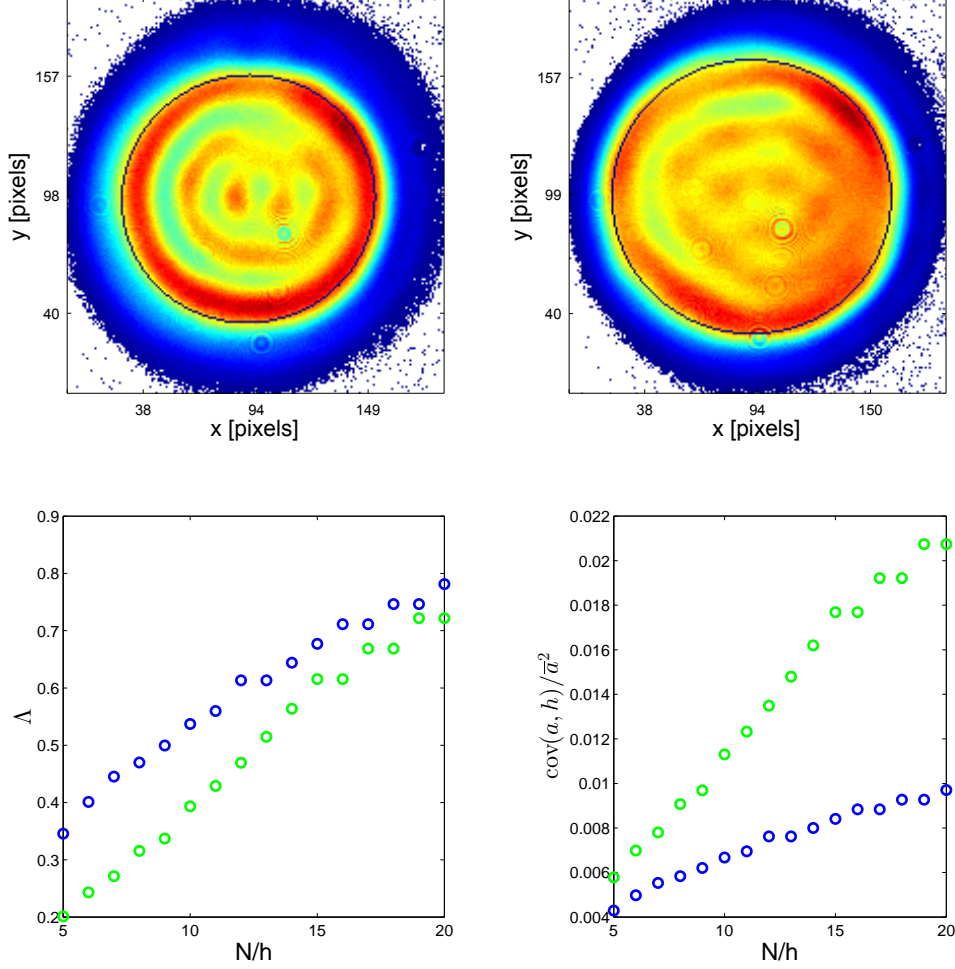 157
98
40
y [pixels]
38 94 149
x [pixels]
157
99
40
y [pixels]
38 94 150
x [pixels]
0.9
0.8
0.7
0.6
0.5
0.4
0.3
0.2
Λ
5 10 15 20
N/h
0.022
0.02
0.018
0.016
0.014
0.012
0.01
0.008
0.006
0.004
cov(a, h)/a̅²
5 10 15 20
N/h